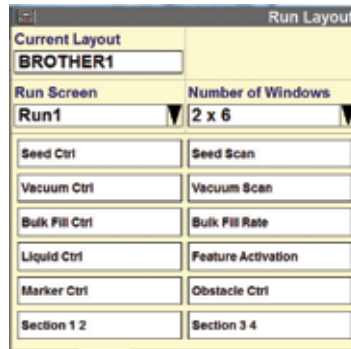 Run Layout
Current Layout
BROTHER1
Run Screen
Number of Windows
Run1
2 x 6
Seed Ctrl
Seed Scan
Vacuum Ctrl
Vacuum Scan
Bulk Fill Ctrl
Bulk Fill Rate
Liquid Ctrl
Feature Activation
Marker Ctrl
Obstacle Ctrl
Section 1 2
Section 3 4